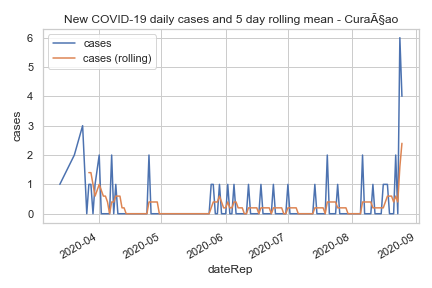 New COVID-19 daily cases and 5 day rolling mean - CuraÃ§ao
cases
cases (rolling)
cases
6
5
4
3
2
1
0
2020-04
2020-05
2020-06
2020-07
2020-08
2020-09
dateRep